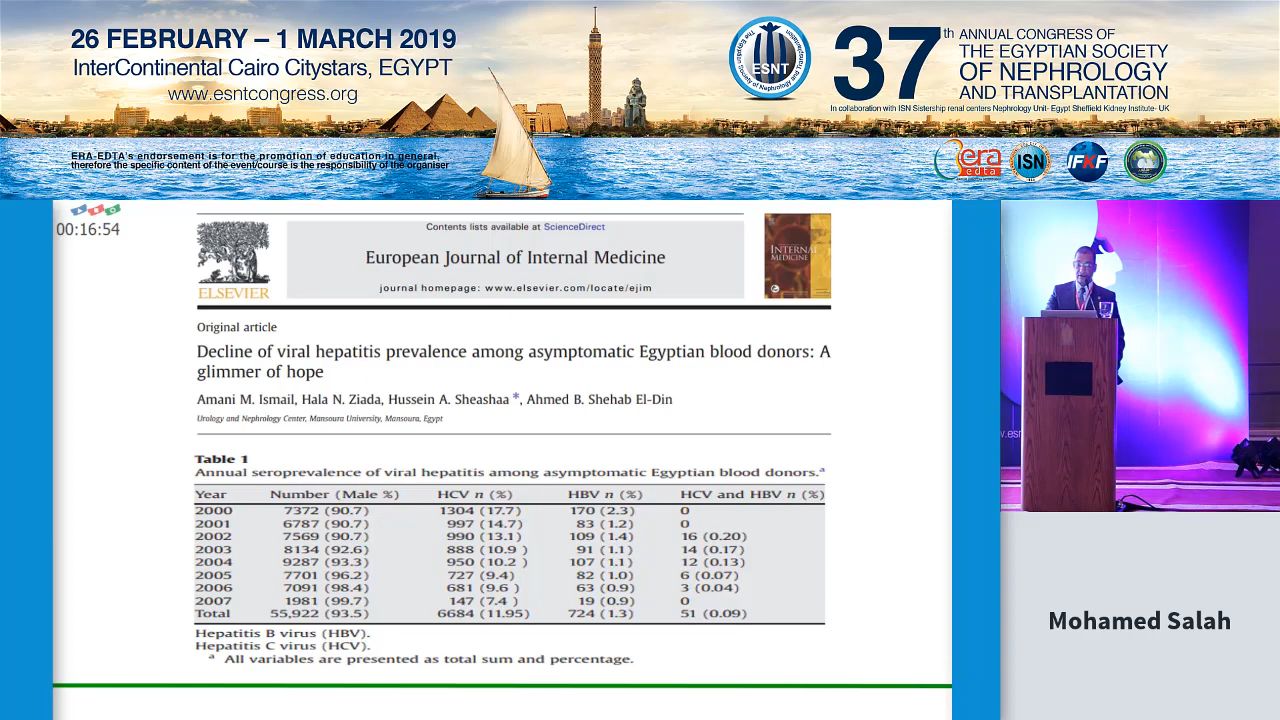 26 FEBRUARY – 1 MARCH 2019
InterContinental Cairo Citystars, EGYPT
www.esntcongress.org
ERA-EDTA's endorsement is for the promotion of education in general,
therefore the specific content of the event/course is the responsibility of the organiser
ESNT
The Egyptian Society of Nephrology and Transplantation
37th ANNUAL CONGRESS OF
THE EGYPTIAN SOCIETY
OF NEPHROLOGY
AND TRANSPLANTATION
In collaboration with ISN Sistership renal centers Nephrology Unit- Egypt Sheffield Kidney Institute- UK
era
edta
ISN
IFKF
00:16:54
Contents lists available at ScienceDirect
European Journal of Internal Medicine
journal homepage: www.elsevier.com/locate/ejim
ELSEVIER
INTERNAL
MEDICINE
Original article
Decline of viral hepatitis prevalence among asymptomatic Egyptian blood donors: A
glimmer of hope
Amani M. Ismail, Hala N. Ziada, Hussein A. Sheashaa *, Ahmed B. Shehab El-Din
Urology and Nephrology Center, Mansoura University, Mansoura, Egypt
Table 1
Annual seroprevalence of viral hepatitis among asymptomatic Egyptian blood donors.a
Year Number (Male %) HCV n (%) HBV n (%) HCV and HBV n (%)
2000 7372 (90.7) 1304 (17.7) 170 (2.3) 0
2001 6787 (90.7) 997 (14.7) 83 (1.2) 0
2002 7569 (90.7) 990 (13.1) 109 (1.4) 16 (0.20)
2003 8134 (92.6) 888 (10.9 ) 91 (1.1) 14 (0.17)
2004 9287 (93.3) 950 (10.2 ) 107 (1.1) 12 (0.13)
2005 7701 (96.2) 727 (9.4) 82 (1.0) 6 (0.07)
2006 7091 (98.4) 681 (9.6 ) 63 (0.9) 3 (0.04)
2007 1981 (99.7) 147 (7.4 ) 19 (0.9) 0
Total 55,922 (93.5) 6684 (11.95) 724 (1.3) 51 (0.09)
Hepatitis B virus (HBV).
Hepatitis C virus (HCV).
a All variables are presented as total sum and percentage.
w.esn
Mohamed Salah